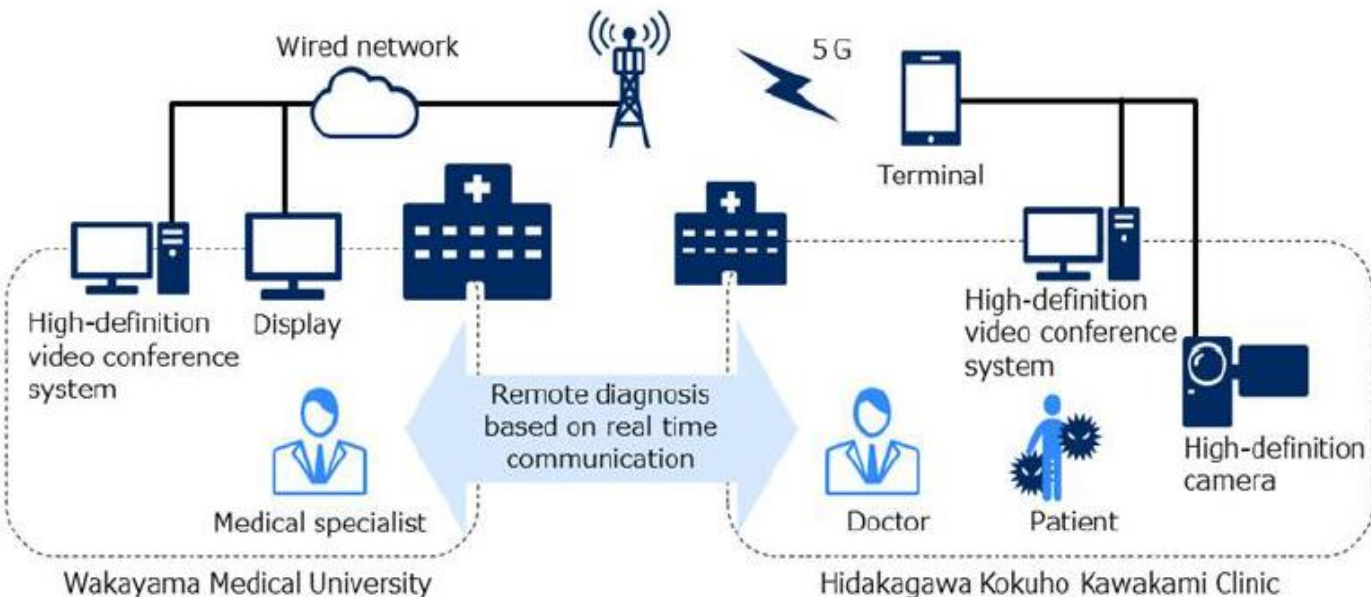 Wired network
5G
Terminal
High-definition
video conference
system
Display
High-definition
video conference
system
Remote diagnosis
based on real time
communication
High-definition
camera
Medical specialist
Doctor
Patient
Wakayama Medical University
Hidakagawa Kokuho Kawakami Clinic